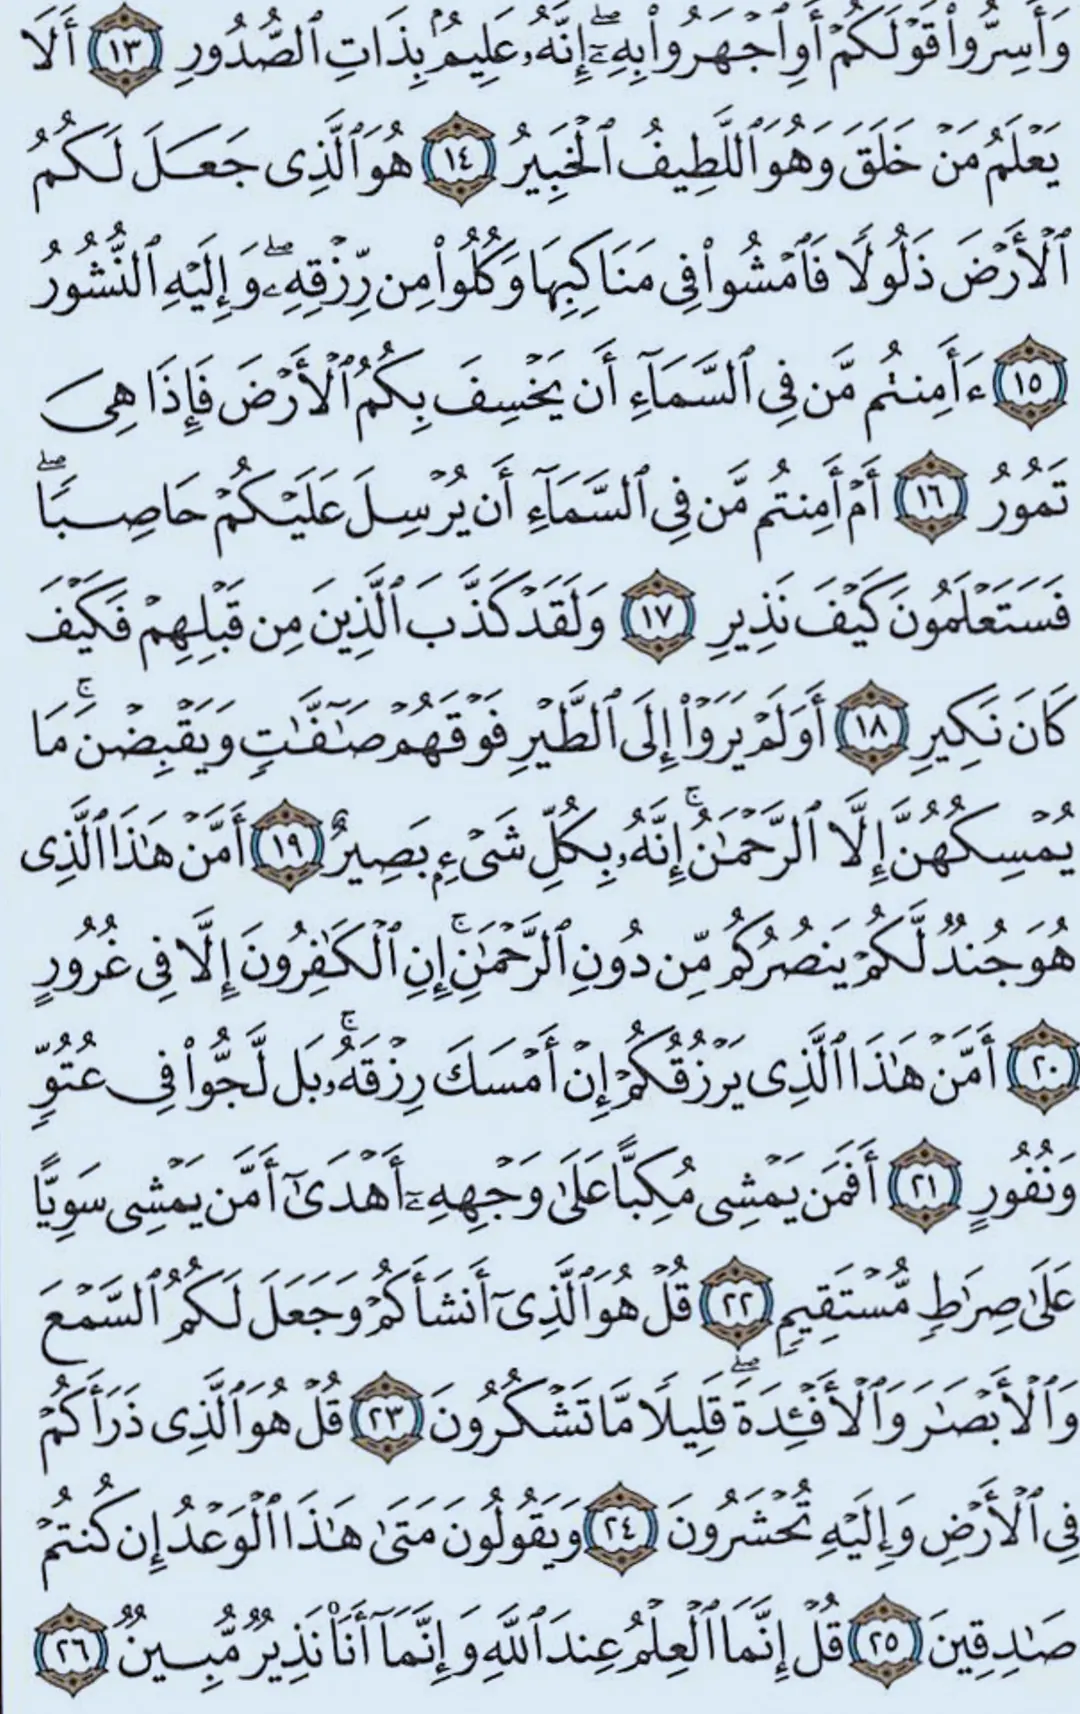 وَأَسِرُّوا۟ قَوْلَكُمْ أَوِ ٱجْهَرُوا۟ بِهِۦٓ ۖ إِنَّهُۥ عَلِيمٌۢ بِذَاتِ ٱلصُّدُورِ ١٣ أَلَا
يَعْلَمُ مَنْ خَلَقَ وَهُوَ ٱللَّطِيفُ ٱلْخَبِيرُ ١٤ هُوَ ٱلَّذِى جَعَلَ لَكُمُ
ٱلْأَرْضَ ذَلُولًا فَٱمْشُوا۟ فِى مَنَاكِبِهَا وَكُلُوا۟ مِن رِّزْقِهِۦ ۖ وَإِلَيْهِ ٱلنُّشُورُ
١٥ ءَأَمِنتُم مَّن فِى ٱلسَّمَآءِ أَن يَخْسِفَ بِكُمُ ٱلْأَرْضَ فَإِذَا هِىَ
تَمُورُ ١٦ أَمْ أَمِنتُم مَّن فِى ٱلسَّمَآءِ أَن يُرْسِلَ عَلَيْكُمْ حَاصِبًا ۖ
فَسَتَعْلَمُونَ كَيْفَ نَذِيرِ ١٧ وَلَقَدْ كَذَّبَ ٱلَّذِينَ مِن قَبْلِهِمْ فَكَيْفَ
كَانَ نَكِيرِ ١٨ أَوَلَمْ يَرَوْا۟ إِلَى ٱلطَّيْرِ فَوْقَهُمْ صَٰٓفَّٰتٍ وَيَقْبِضْنَ ۚ مَا
يُمْسِكُهُنَّ إِلَّا ٱلرَّحْمَٰنُ ۚ إِنَّهُۥ بِكُلِّ شَىْءٍۭ بَصِيرٌ ١٩ أَمَّنْ هَٰذَا ٱلَّذِى
هُوَ جُندٌ لَّكُمْ يَنصُرُكُم مِّن دُونِ ٱلرَّحْمَٰنِ ۚ إِنِ ٱلْكَٰفِرُونَ إِلَّا فِى غُرُورٍ
٢٠ أَمَّنْ هَٰذَا ٱلَّذِى يَرْزُقُكُمْ إِنْ أَمْسَكَ رِزْقَهُۥ ۚ بَل لَّجُّوا۟ فِى عُتُوٍّ
وَنُفُورٍ ٢١ أَفَمَن يَمْشِى مُكِبًّا عَلَىٰ وَجْهِهِۦٓ أَهْدَىٰٓ أَمَّن يَمْشِى سَوِيًّا
عَلَىٰ صِرَٰطٍ مُّسْتَقِيمٍ ٢٢ قُلْ هُوَ ٱلَّذِىٓ أَنشَأَكُمْ وَجَعَلَ لَكُمُ ٱلسَّمْعَ
وَٱلْأَبْصَٰرَ وَٱلْأَفْـِٔدَةَ ۖ قَلِيلًا مَّا تَشْكُرُونَ ٢٣ قُلْ هُوَ ٱلَّذِى ذَرَأَكُمْ
فِى ٱلْأَرْضِ وَإِلَيْهِ تُحْشَرُونَ ٢٤ وَيَقُولُونَ مَتَىٰ هَٰذَا ٱلْوَعْدُ إِن كُنتُمْ
صَٰدِقِينَ ٢٥ قُلْ إِنَّمَا ٱلْعِلْمُ عِندَ ٱللَّهِ وَإِنَّمَآ أَنَا۠ نَذِيرٌ مُّبِينٌ ٢٦